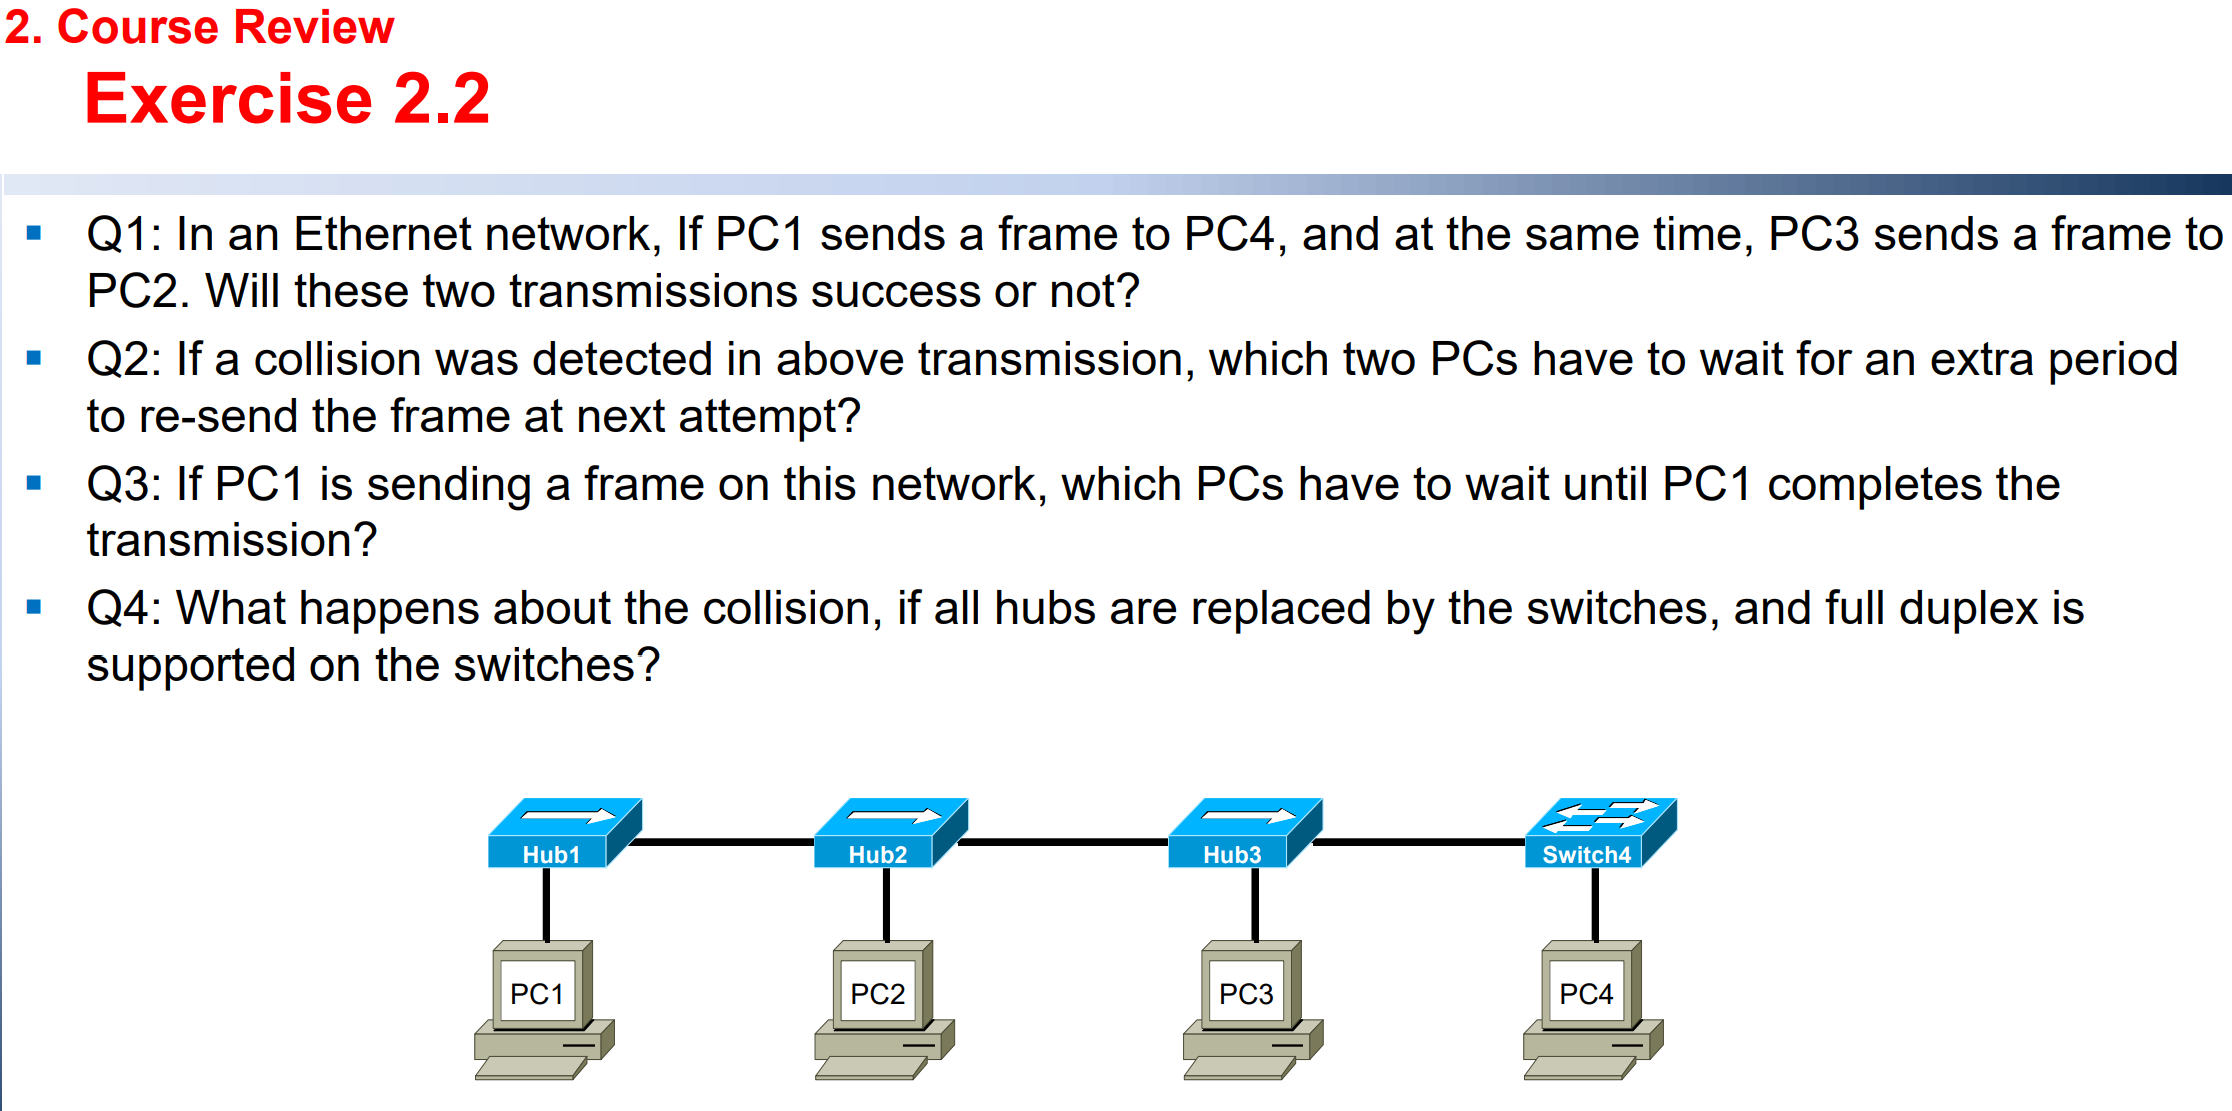 2. Course Review
Exercise 2.2
Q1: In an Ethernet network, If PC1 sends a frame to PC4, and at the same time, PC3 sends a frame to
PC2. Will these two transmissions success or not?
Q2: If a collision was detected in above transmission, which two PCs have to wait for an extra period
to re-send the frame at next attempt?
Q3: If PC1 is sending a frame on this network, which PCs have to wait until PC1 completes the
transmission?
Q4: What happens about the collision, if all hubs are replaced by the switches, and full duplex is
supported on the switches?
Hub1
Hub2
Hub3
Switch4
PC1
PC2
PC3
PC4